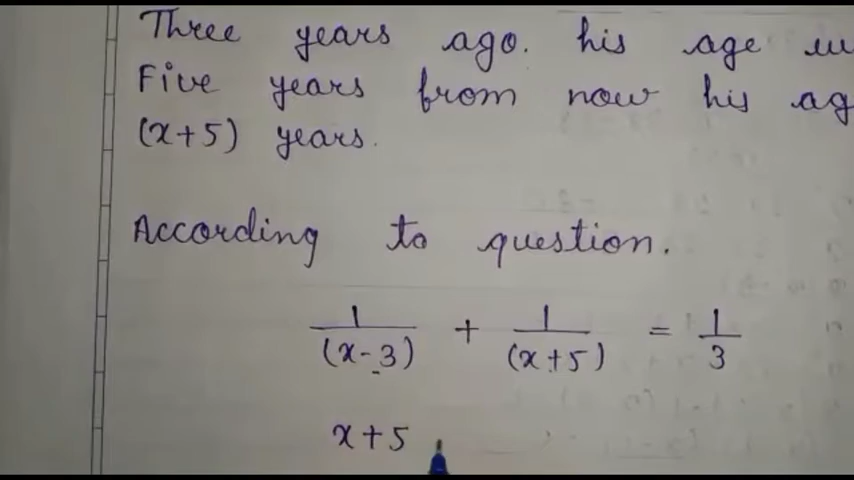 Three years ago. his age
Five years from now his
(x+5) years.
According to question.
1/(x-3) + 1/(x+5) = 1/3
x+5